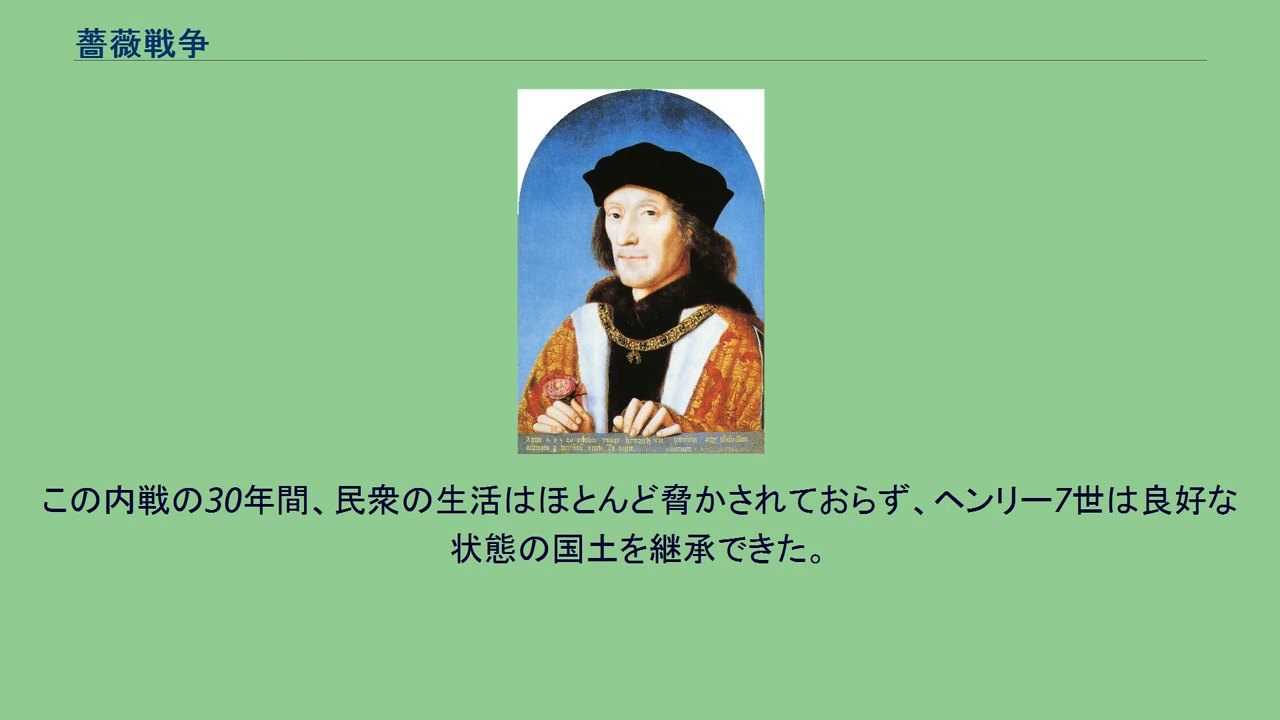 薔薇戦争
この内戦の30年間、民衆の生活はほとんど脅かされておらず、ヘンリー7世は良好な
状態の国土を継承できた。